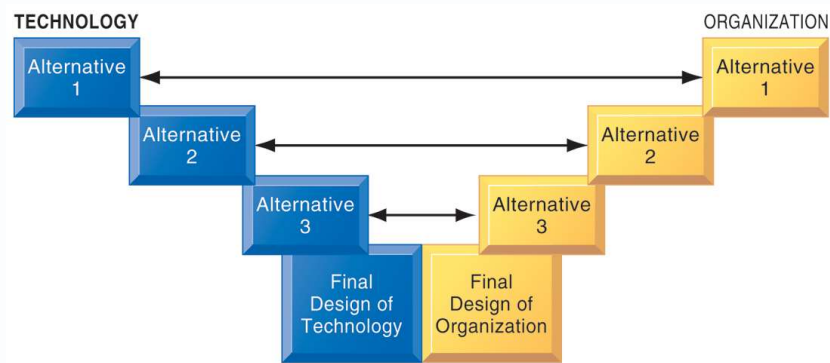 TECHNOLOGY
ORGANIZATION
Alternative
1
Alternative
1
Alternative
2
Alternative
2
Alternative
3
Alternative
3
Final
Design of
Technology
Final
Design of
Organization